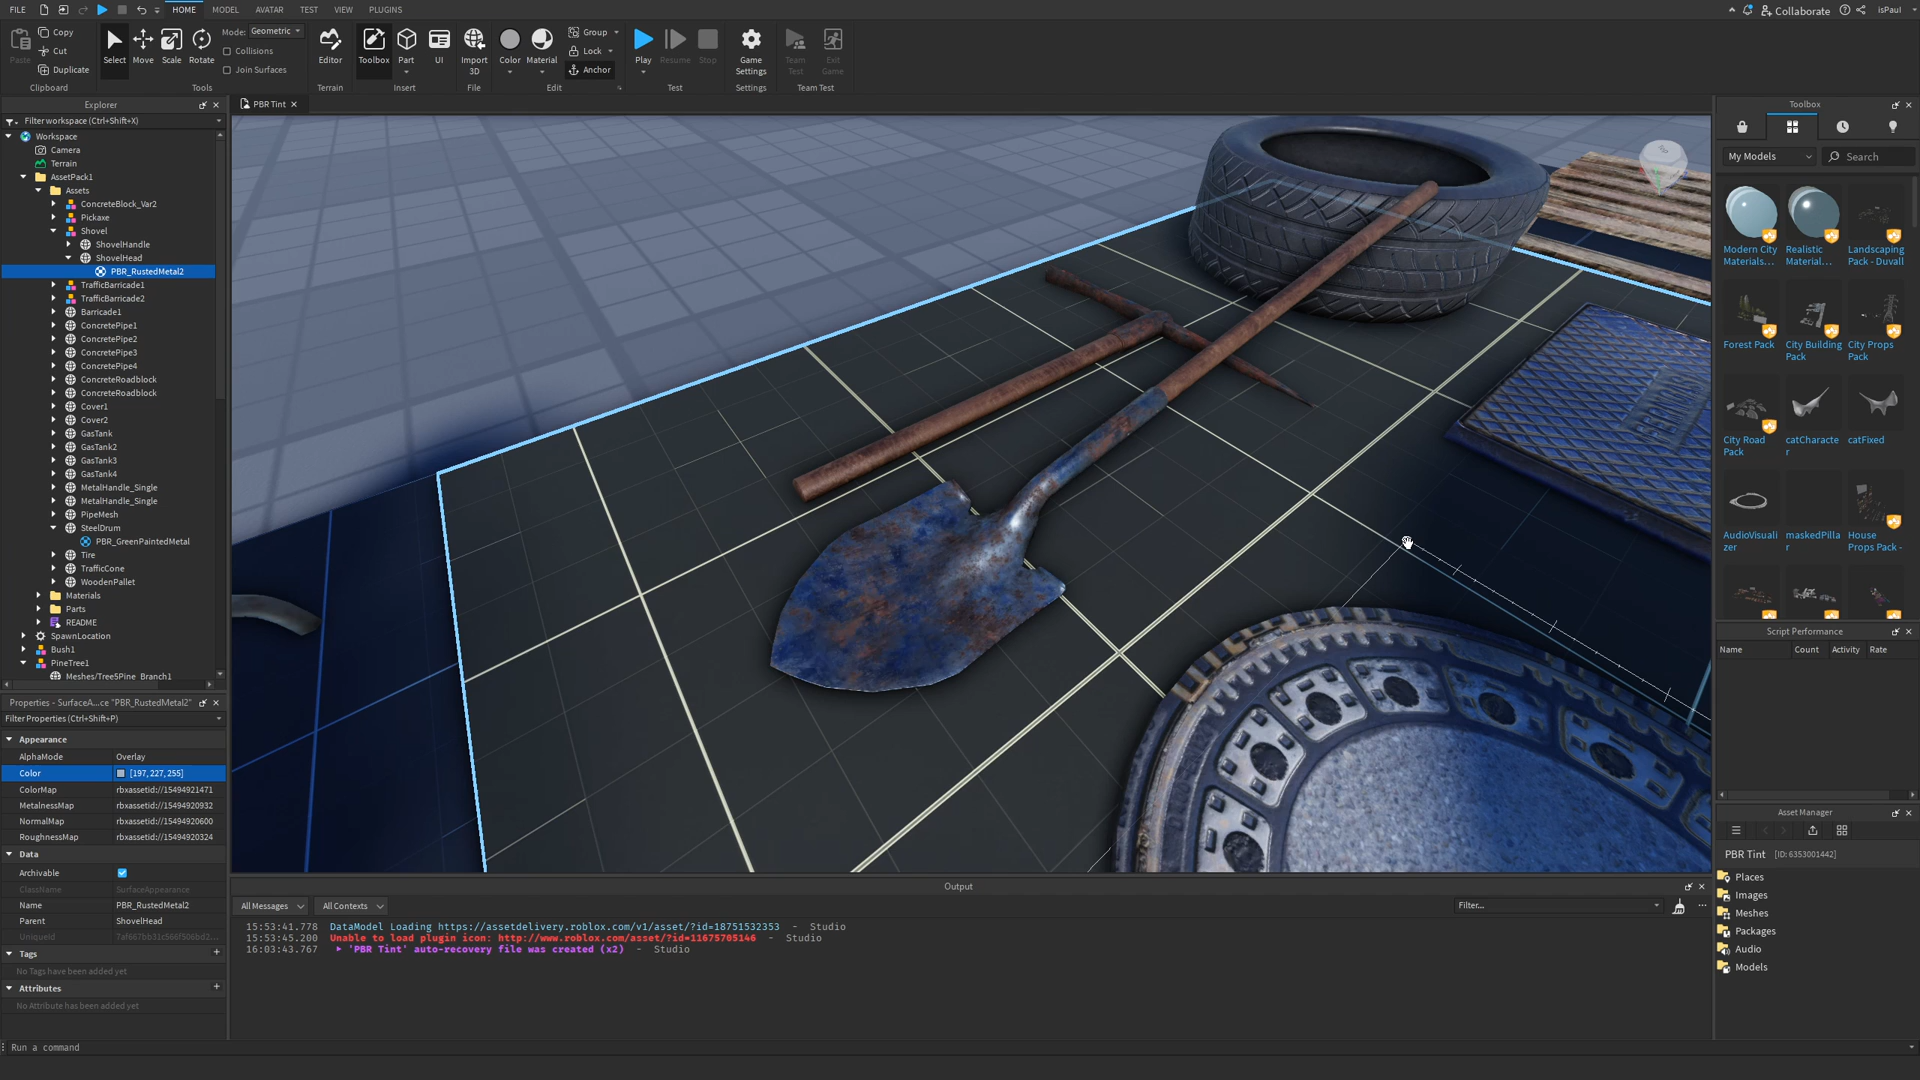 FILE
HOME
MODEL
AVATAR
TEST
VIEW
PLUGINS
Collaborate
isPaul
Paste
Copy
Cut
Duplicate
Clipboard
Select
Move
Scale
Rotate
Mode: Geometric
Collisions
Join Surfaces
Tools
Editor
Terrain
Toolbox
Part
UI
Insert
Import 3D
File
Color
Material
Group
Lock
Anchor
Edit
Play
Resume
Stop
Test
Game Settings
Settings
Team Test
Exit Game
Team Test
Explorer
Filter workspace (Ctrl+Shift+X)
Workspace
Camera
Terrain
AssetPack1
Assets
ConcreteBlock_Var2
Pickaxe
Shovel
ShovelHandle
ShovelHead
PBR_RustedMetal2
TrafficBarricade1
TrafficBarricade2
Barricade1
ConcretePipe1
ConcretePipe2
ConcretePipe3
ConcretePipe4
ConcreteRoadblock
ConcreteRoadblock
Cover1
Cover2
GasTank
GasTank2
GasTank3
GasTank4
MetalHandle_Single
MetalHandle_Single
PipeMesh
SteelDrum
PBR_GreenPaintedMetal
Tire
TrafficCone
WoodenPallet
Materials
Parts
README
SpawnLocation
Bush1
PineTree1
Meshes/Tree5Pine_Branch1
Properties - SurfaceA...ce "PBR_RustedMetal2"
Filter Properties (Ctrl+Shift+P)
Appearance
AlphaMode Overlay
Color [197, 227, 255]
ColorMap rbxassetid://15494921471
MetalnessMap rbxassetid://15494920932
NormalMap rbxassetid://15494920600
RoughnessMap rbxassetid://15494920324
Data
Archivable
ClassName SurfaceAppearance
Name PBR_RustedMetal2
Parent ShovelHead
UniqueId
Tags
No Tags have been added yet
Attributes
No Attribute has been added yet
PBR Tint
Output
All Messages
All Contexts
Filter...
15:53:41.778 DataModel Loading https://assetdelivery.roblox.com/v1/asset/?id=18751532353 - Studio
15:53:45.200 Unable to load plugin icon: http://www.roblox.com/asset/?id=11675705146 - Studio
16:03:43.767 'PBR Tint' auto-recovery file was created (x2) - Studio
Run a command
Toolbox
My Models
Search
Modern City Materials...
Realistic Material...
Landscaping Pack - Duvall
Forest Pack
City Building Pack
City Props Pack
City Road Pack
catCharacter
catFixed
AudioVisualizer
maskedPillar
House Props Pack -
Script Performance
Name
Count
Activity
Rate
Asset Manager
PBR Tint [ID: 6353001442]
Places
Images
Meshes
Packages
Audio
Models